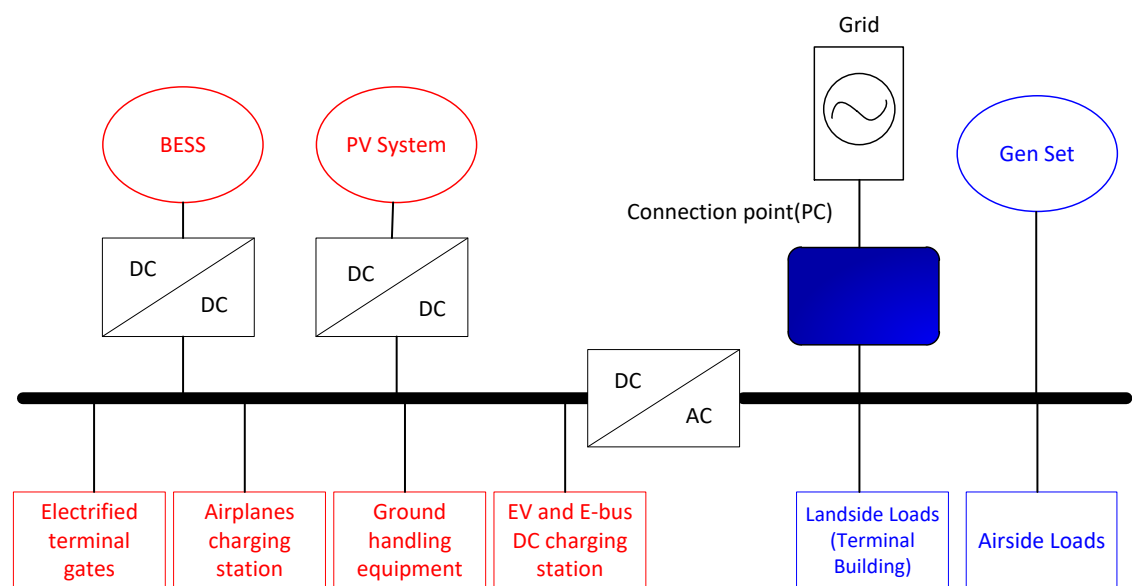 Grid
BESS
PV System
Gen Set
Connection point(PC)
DC
DC
DC
DC
DC
AC
Electrified
terminal
gates
Airplanes
charging
station
Ground
handling
equipment
EV and E-bus
DC charging
station
Landside Loads
(Terminal
Building)
Airside Loads